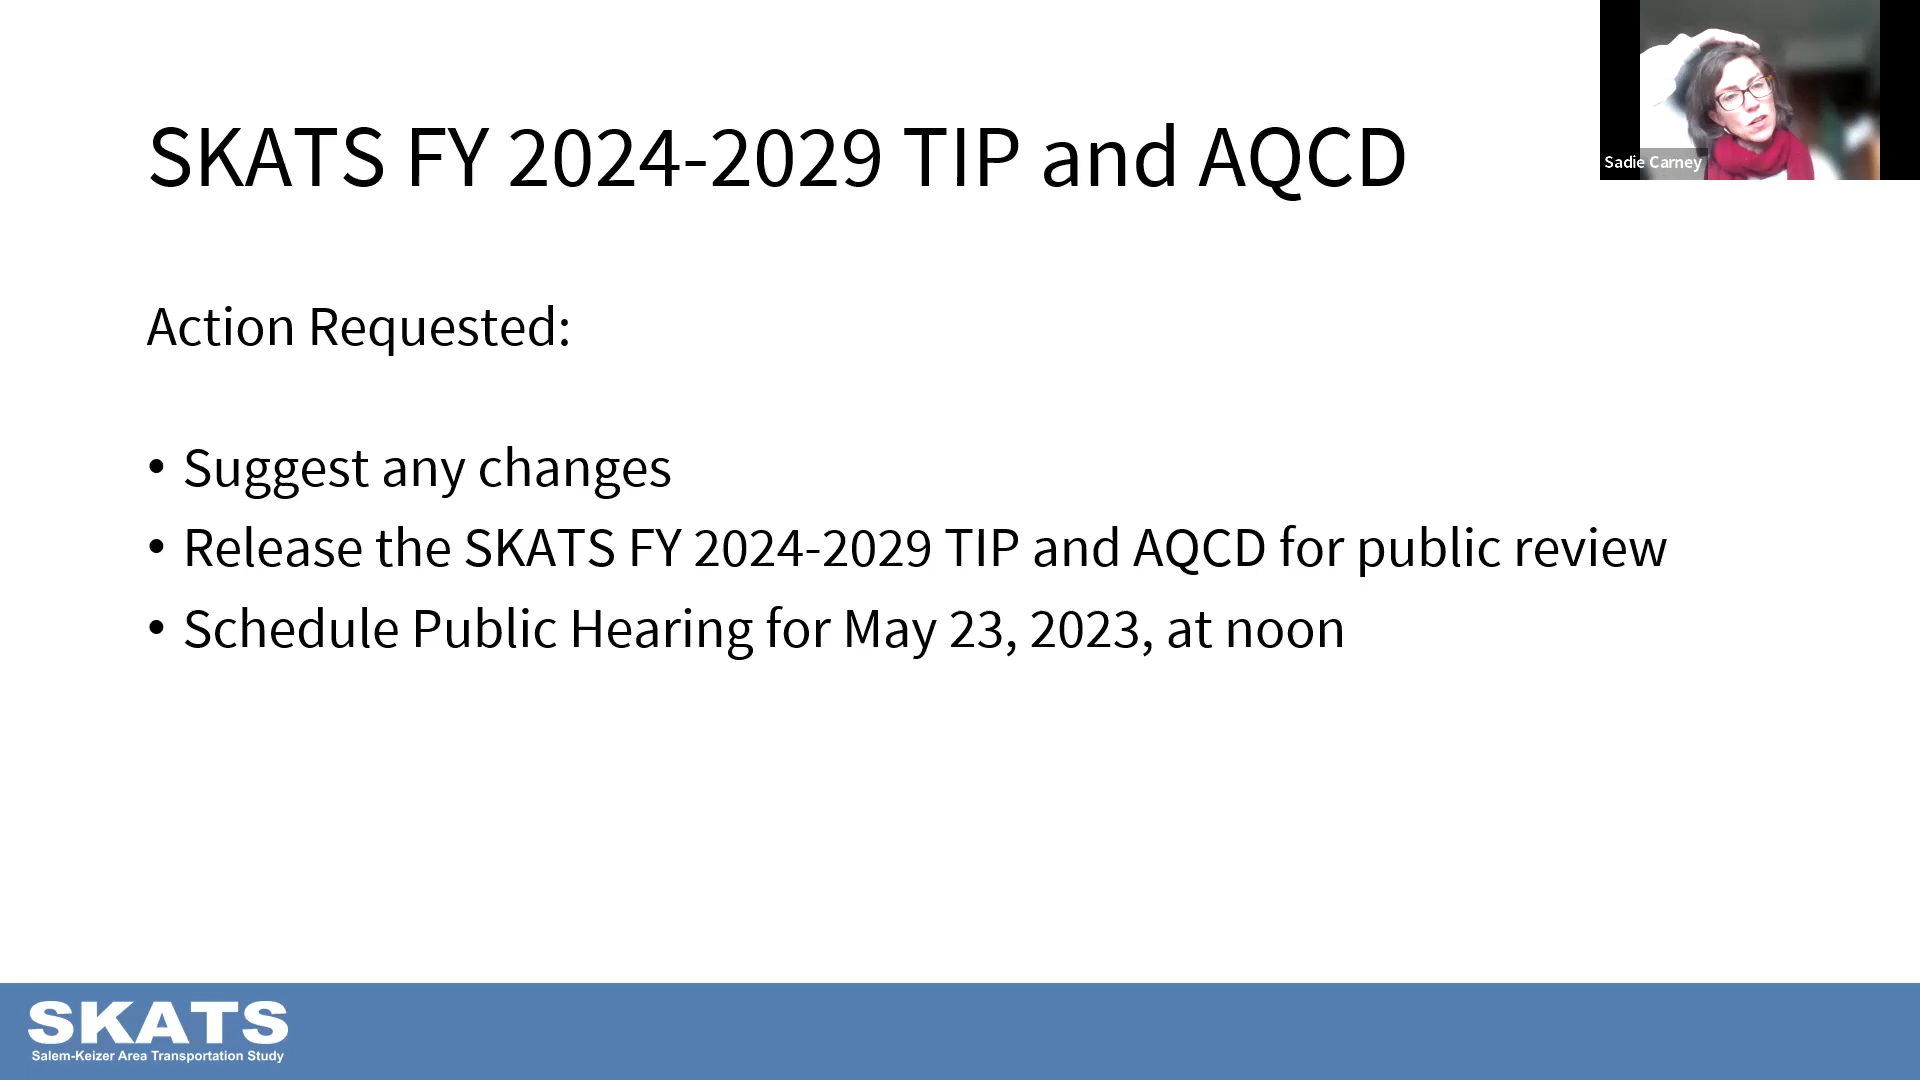 SKATS FY 2024-2029 TIP and AQCD
Sadie Carney
Action Requested:
• Suggest any changes
• Release the SKATS FY 2024-2029 TIP and AQCD for public review
• Schedule Public Hearing for May 23, 2023, at noon
SKATS
Salem-Keizer Area Transportation Study